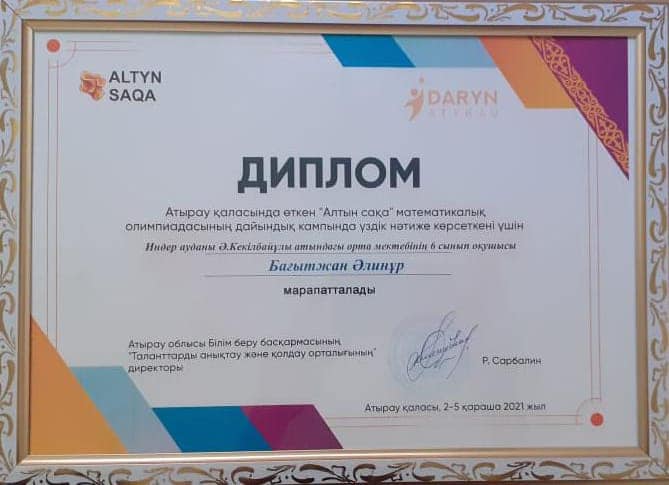 ALTYN
SAQA
DARYN
ATYRAU
ДИПЛОМ
Атырау қаласында өткен "Алтын сақа" математикалық
олимпиадасының дайындық кампында үздік нәтиже көрсеткені үшін
Индер ауданы Ә.Кекілбайұлы атындағы орта мектебінің 6 сынып оқушысы
Бағытжан Әлинұр
марапатталады
Атырау облысы Білім беру басқармасының
"Таланттарды анықтау және қолдау орталығының"
директоры
Р. Сарбалин
Атырау қаласы, 2-5 қараша 2021 жыл